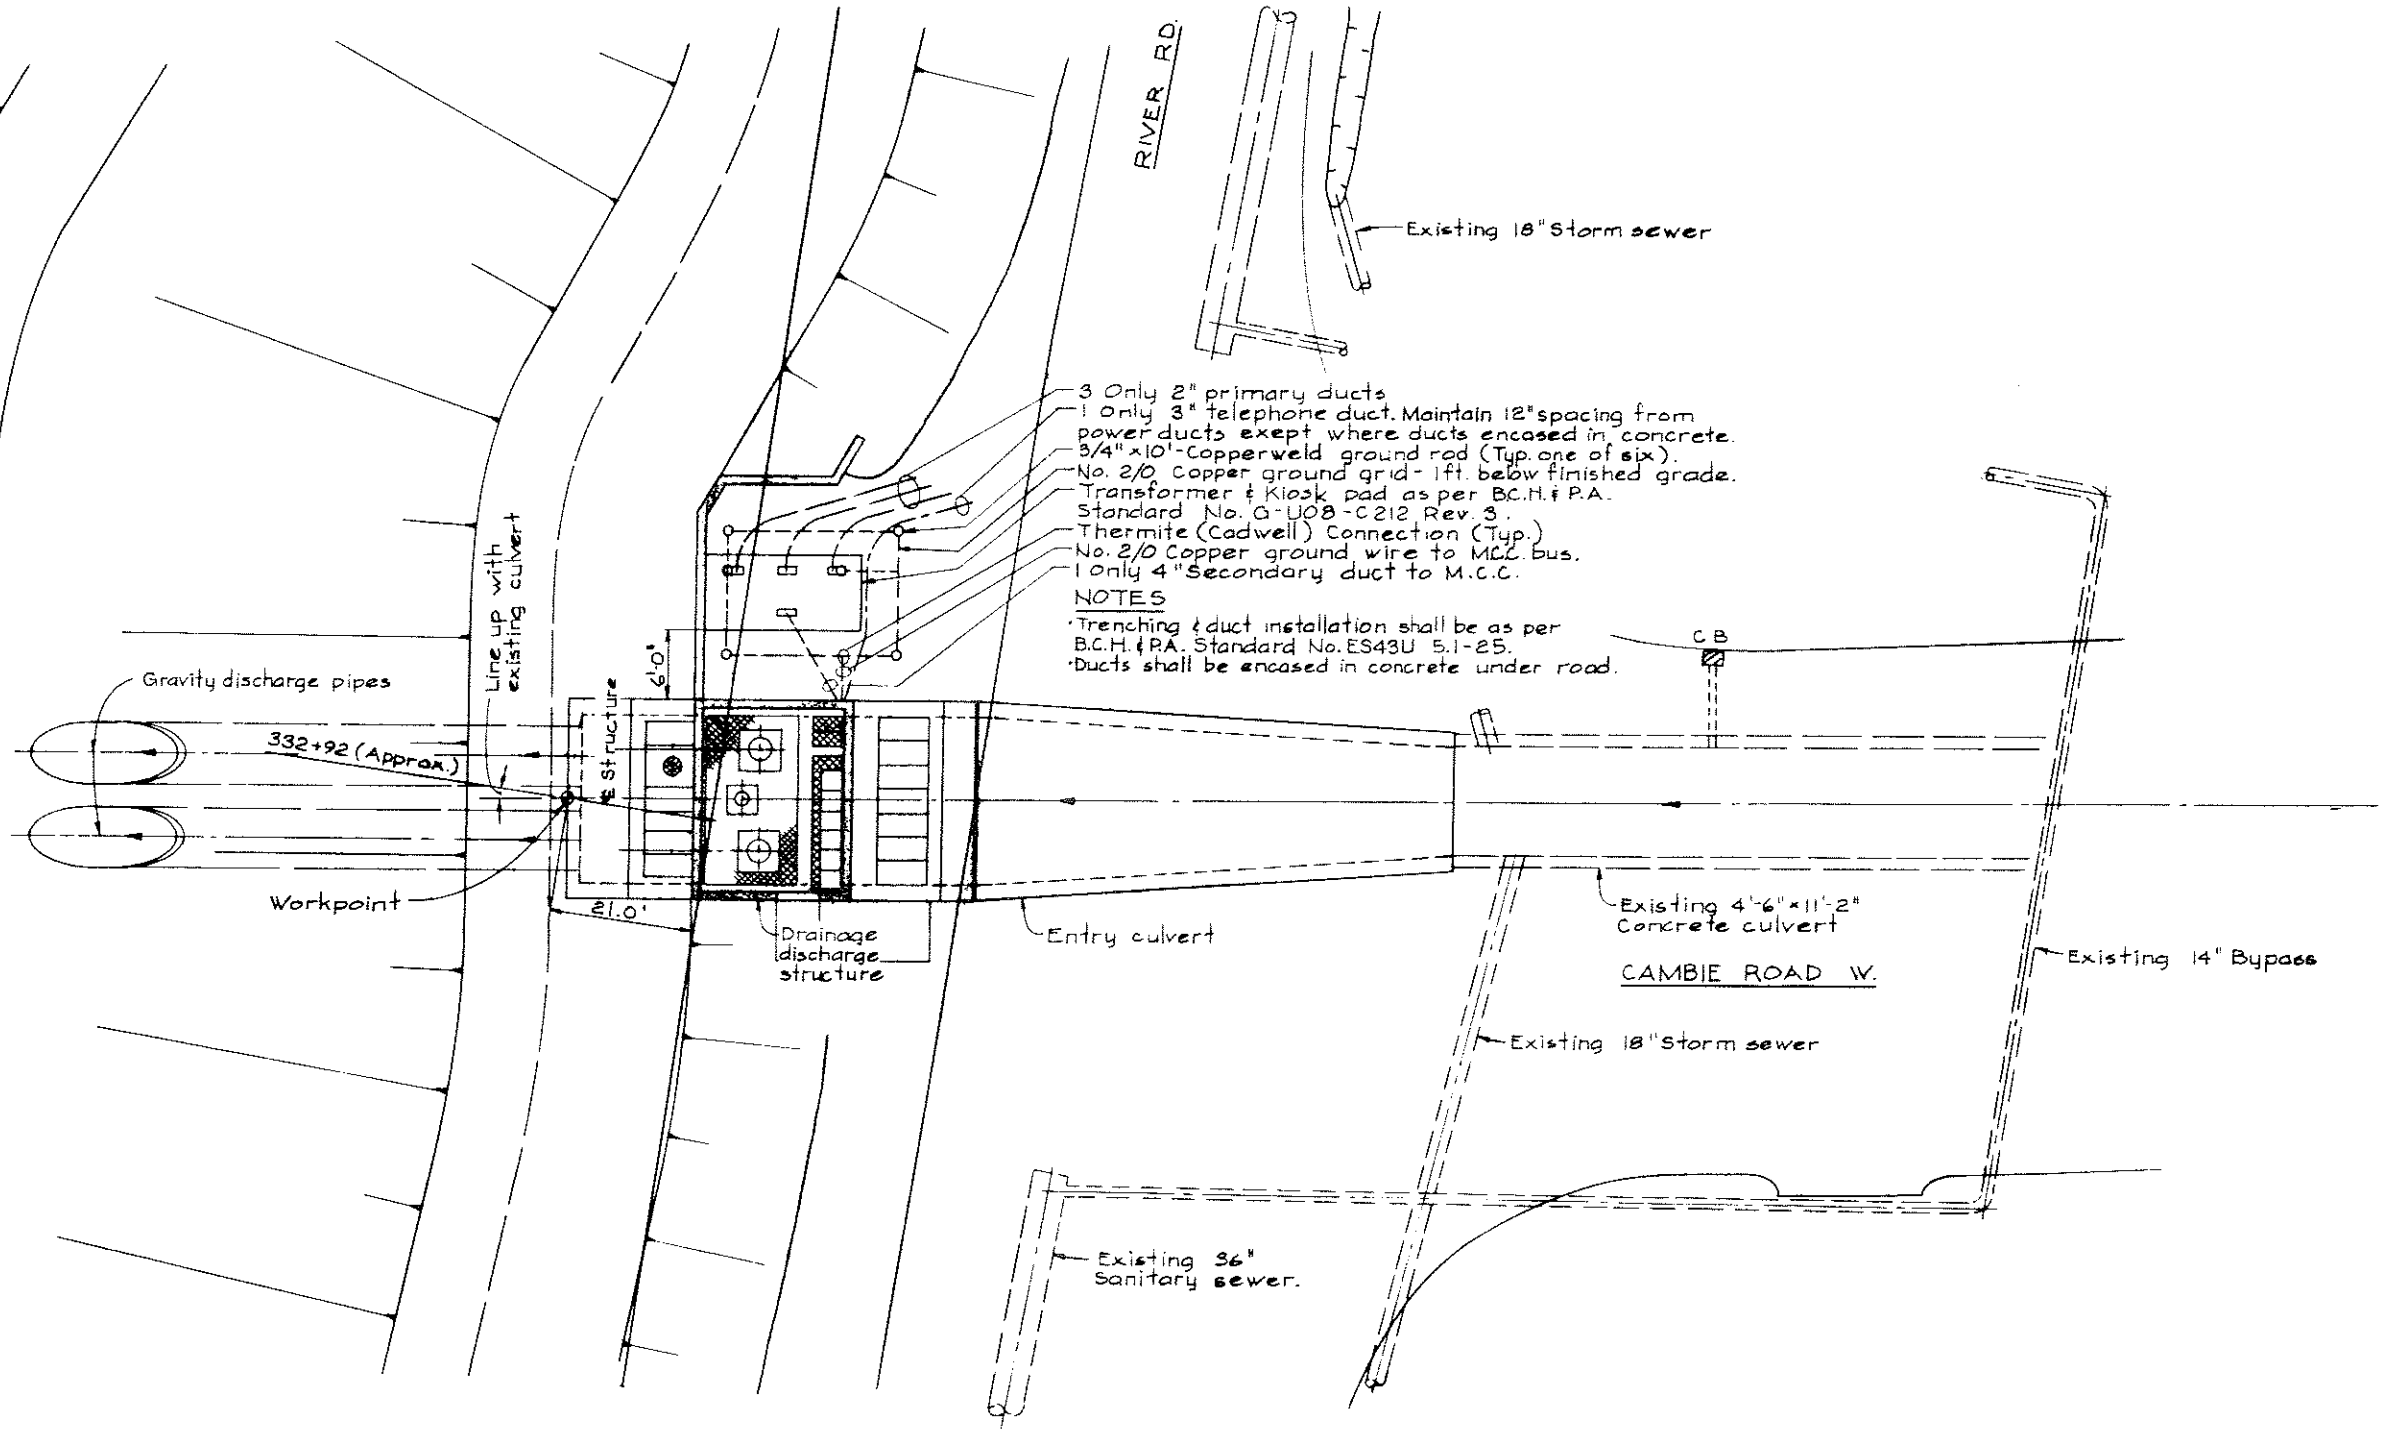 RIVER RD.
Existing 18" Storm sewer
3 Only 2" primary ducts
1 Only 3" telephone duct. Maintain 12" spacing from
power ducts exept where ducts encased in concrete.
3/4" x 10'-Copperweld ground rod (Typ. one of six).
No. 2/0 Copper ground grid - 1ft. below finished grade.
Transformer & Kiosk pad as per B.C.H. & P.A.
Standard No. G-U08-C212 Rev. 3.
Thermite (Cadwell) Connection (Typ.)
No. 2/0 Copper ground wire to M.C.C. bus.
1 Only 4" Secondary duct to M.C.C.
NOTES
·Trenching & duct installation shall be as per
B.C.H. & P.A. Standard No. ES43U 5.1-25.
·Ducts shall be encased in concrete under road.
C B
Line up with
existing culvert
6'-0"
Gravity discharge pipes
℄ Structure
332+92 (Approx.)
Workpoint
21.0'
Drainage
discharge
structure
Entry culvert
Existing 4'-6" x 11'-2"
Concrete culvert
CAMBIE ROAD W.
Existing 14" Bypass
Existing 18" Storm sewer
Existing 36"
Sanitary sewer.